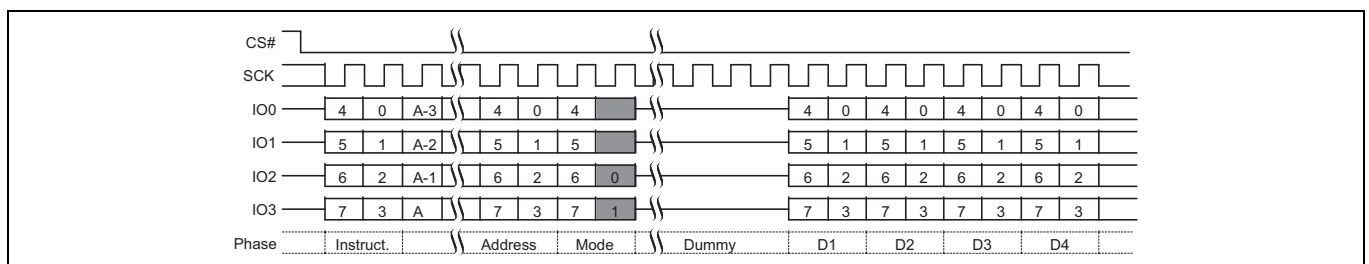 CS#
SCK
IO0 4 0 A-3 4 0 4 4 0 4 0 4 0 4 0
IO1 5 1 A-2 5 1 5 5 1 5 1 5 1 5 1
IO2 6 2 A-1 6 2 6 0 6 2 6 2 6 2 6 2
IO3 7 3 A 7 3 7 1 7 3 7 3 7 3 7 3
Phase Instruct. Address Mode Dummy D1 D2 D3 D4